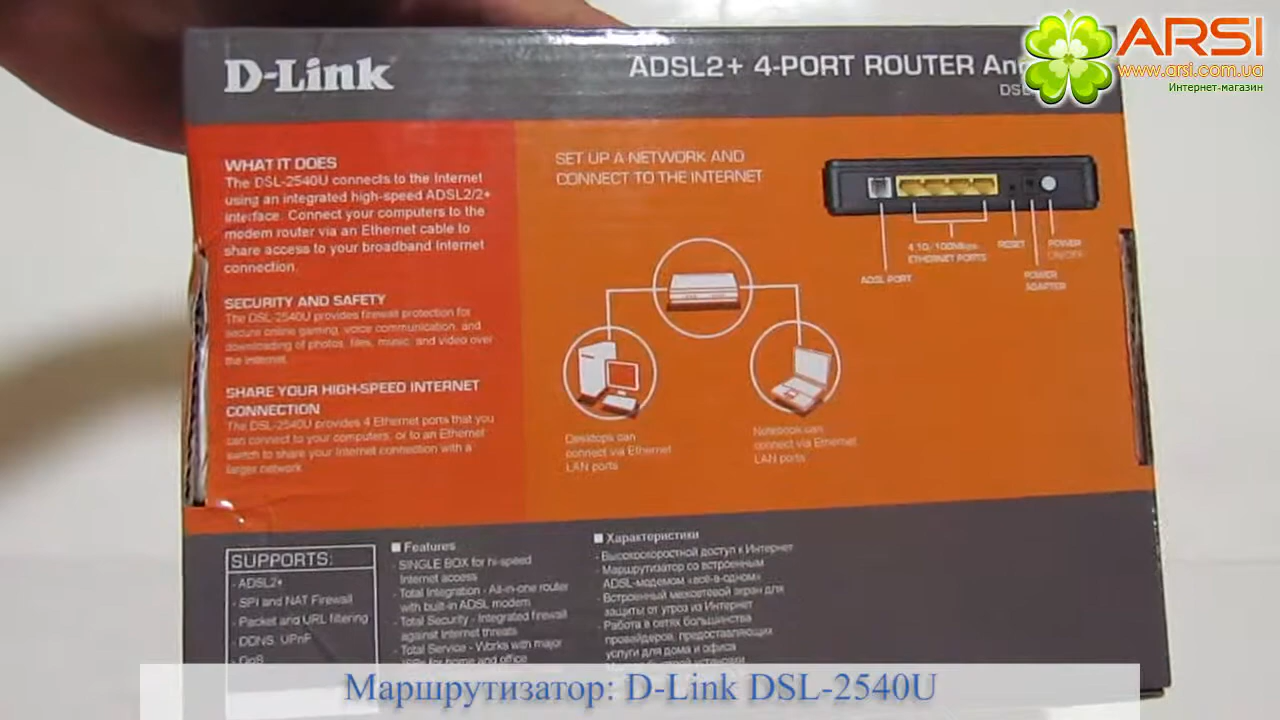 D-Link
ADSL2+ 4-PORT ROUTER
ARSI
www.arsi.com.ua
Интернет-магазин
WHAT IT DOES
The DSL-2540U connects to the Internet
using an integrated high-speed ADSL2/2+
interface. Connect your computers to the
modem router via an Ethernet cable to
share access to your broadband Internet
connection.
SECURITY AND SAFETY
The DSL-2540U provides firewall protection for
secure online gaming, voice communication, and
downloading of photos, files, music, and video over
the Internet.
SHARE YOUR HIGH-SPEED INTERNET
CONNECTION
The DSL-2540U provides 4 Ethernet ports that you
can connect to your computers, or to an Ethernet
switch to share your Internet connection with a
larger network.
SET UP A NETWORK AND
CONNECT TO THE INTERNET
ADSL PORT
4 10/100Mbps
ETHERNET PORTS
RESET
POWER
ADAPTER
POWER
ON/OFF
Desktops can
connect via Ethernet
LAN ports
Notebook can
connect via Ethernet
LAN ports
SUPPORTS:
- ADSL2+
- SPI and NAT Firewall
- Packet and URL filtering
- DDNS, UPnP
- QoS
■ Features
- SINGLE BOX for hi-speed
Internet access
- Total Integration - All-in-one router
with built-in ADSL modem
- Total Security - Integrated firewall
against Internet threats
- Total Service - Works with major
ISPs for home and office
■ Характеристики
- Высокоскоростной доступ к Интернет
- Маршрутизатор со встроенным
ADSL-модемом «всё-в-одном»
- Встроенный межсетевой экран для
защиты от угроз из Интернет
- Работа в сетях большинства
провайдеров, предоставляющих
услуги для дома и офиса
Маршрутизатор: D-Link DSL-2540U